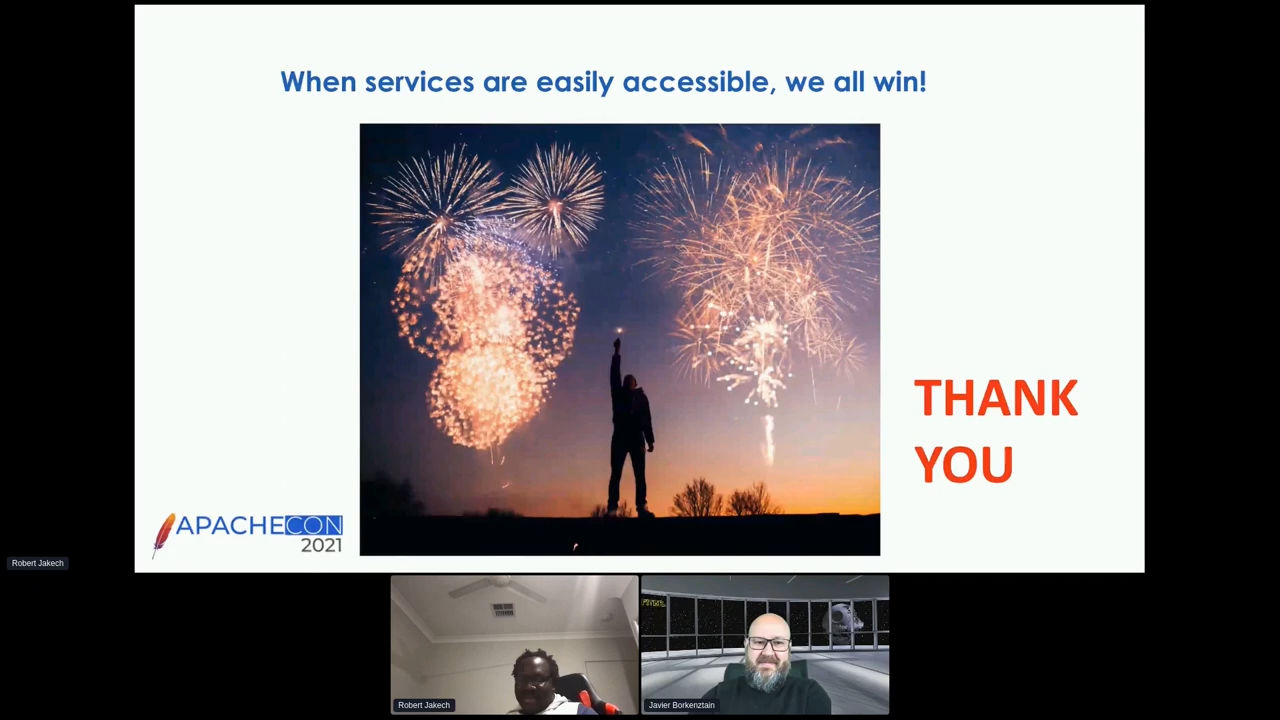 When services are easily accessible, we all win!
THANK
YOU
APACHECON
2021
Robert Jakech
Robert Jakech
Javier Borkenztain